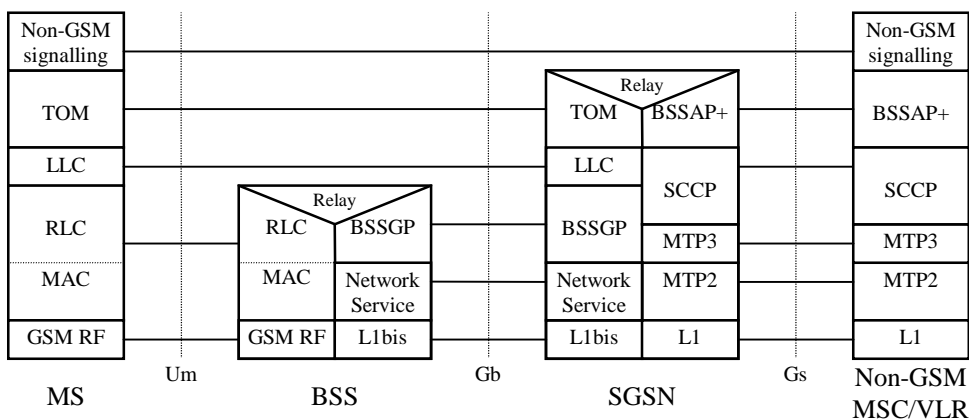 Non-GSM
signalling
Non-GSM
signalling
Relay
TOM
TOM
BSSAP+
BSSAP+
LLC
LLC
SCCP
SCCP
Relay
RLC
RLC
BSSGP
BSSGP
MTP3
MTP3
MAC
MAC
Network
Service
Network
Service
MTP2
MTP2
GSM RF
GSM RF
L1bis
L1bis
L1
L1
Um
Gb
Gs
MS
BSS
SGSN
Non-GSM
MSC/VLR